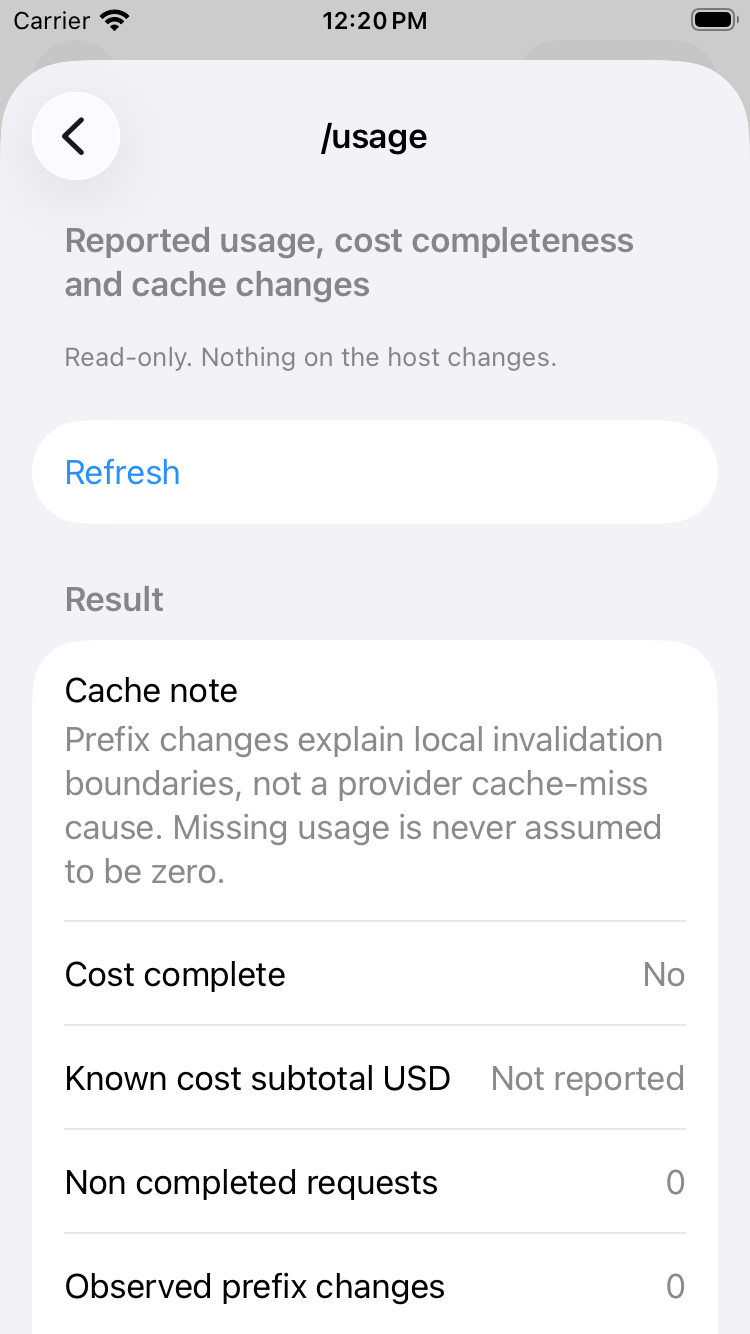 Carrier 12:20 PM
/usage
Reported usage, cost completeness
and cache changes
Read-only. Nothing on the host changes.
Refresh
Result
Cache note
Prefix changes explain local invalidation
boundaries, not a provider cache-miss
cause. Missing usage is never assumed
to be zero.
Cost complete No
Known cost subtotal USD Not reported
Non completed requests 0
Observed prefix changes 0